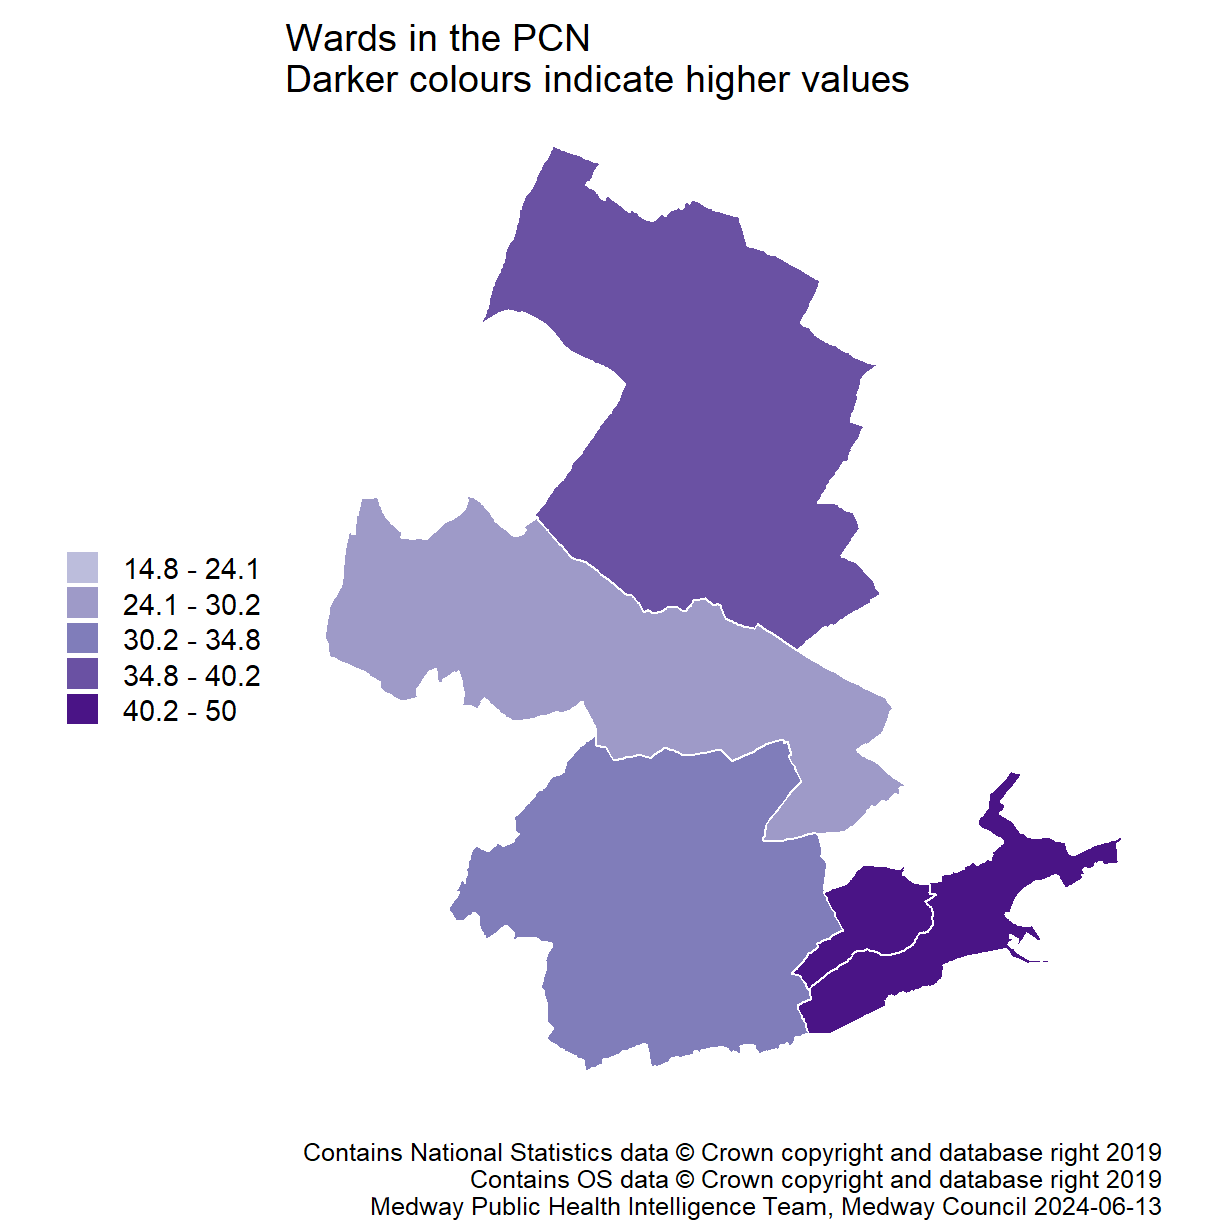 Wards in the PCN
Darker colours indicate higher values
14.8 - 24.1
24.1 - 30.2
30.2 - 34.8
34.8 - 40.2
40.2 - 50
Contains National Statistics data © Crown copyright and database right 2019
Contains OS data © Crown copyright and database right 2019
Medway Public Health Intelligence Team, Medway Council 2024-06-13